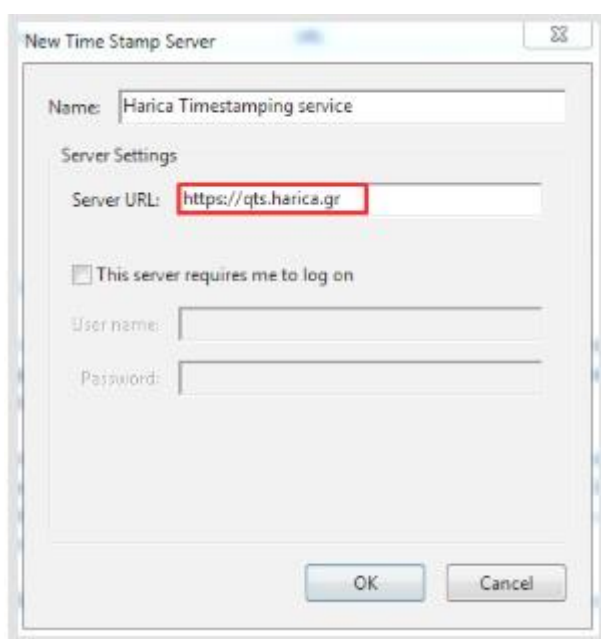 New Time Stamp Server
Name: Harica Timestamping service
Server Settings
Server URL: https://qts.harica.gr
This server requires me to log on
User name:
Password:
OK Cancel